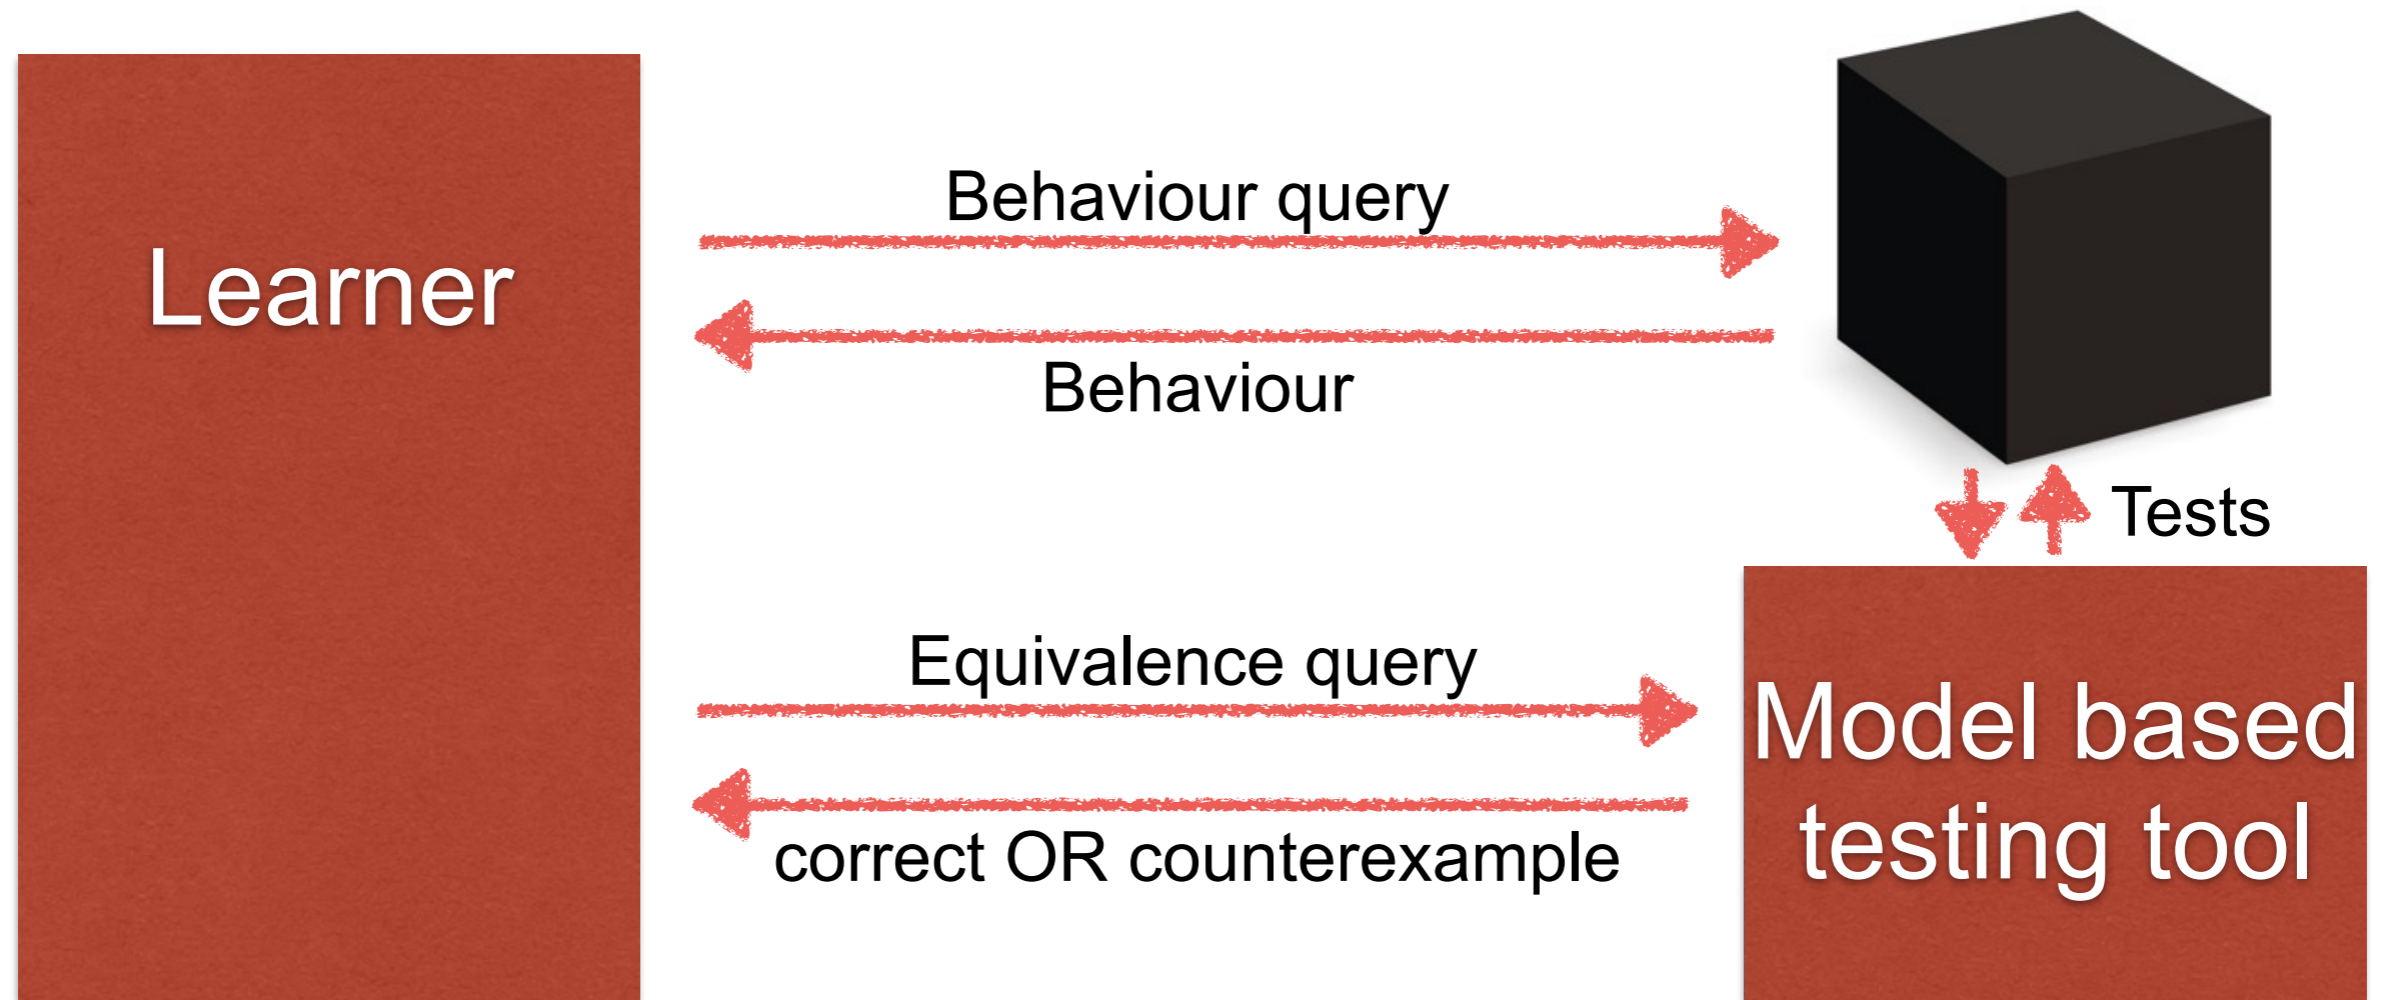 Learner
Behaviour query
Behaviour
Tests
Equivalence query
correct OR counterexample
Model based
testing tool